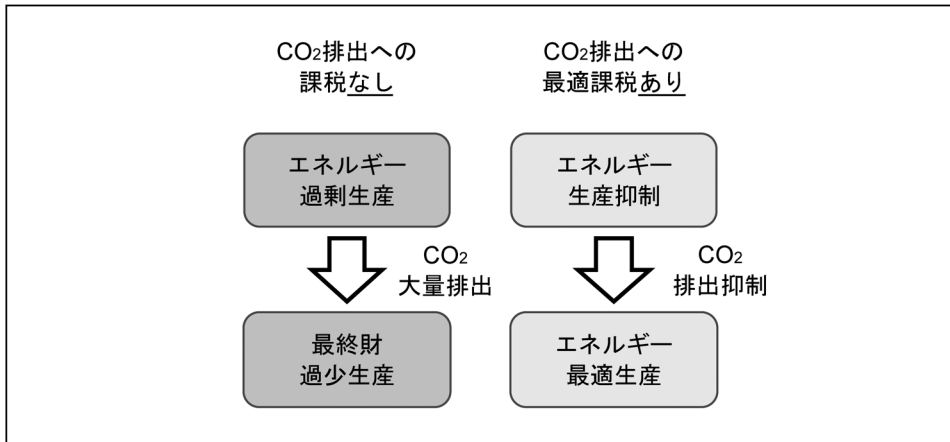 CO₂排出への
課税なし
エネルギー
過剰生産
CO₂
大量排出
最終財
過少生産
CO₂排出への
最適課税あり
エネルギー
生産抑制
CO₂
排出抑制
エネルギー
最適生産